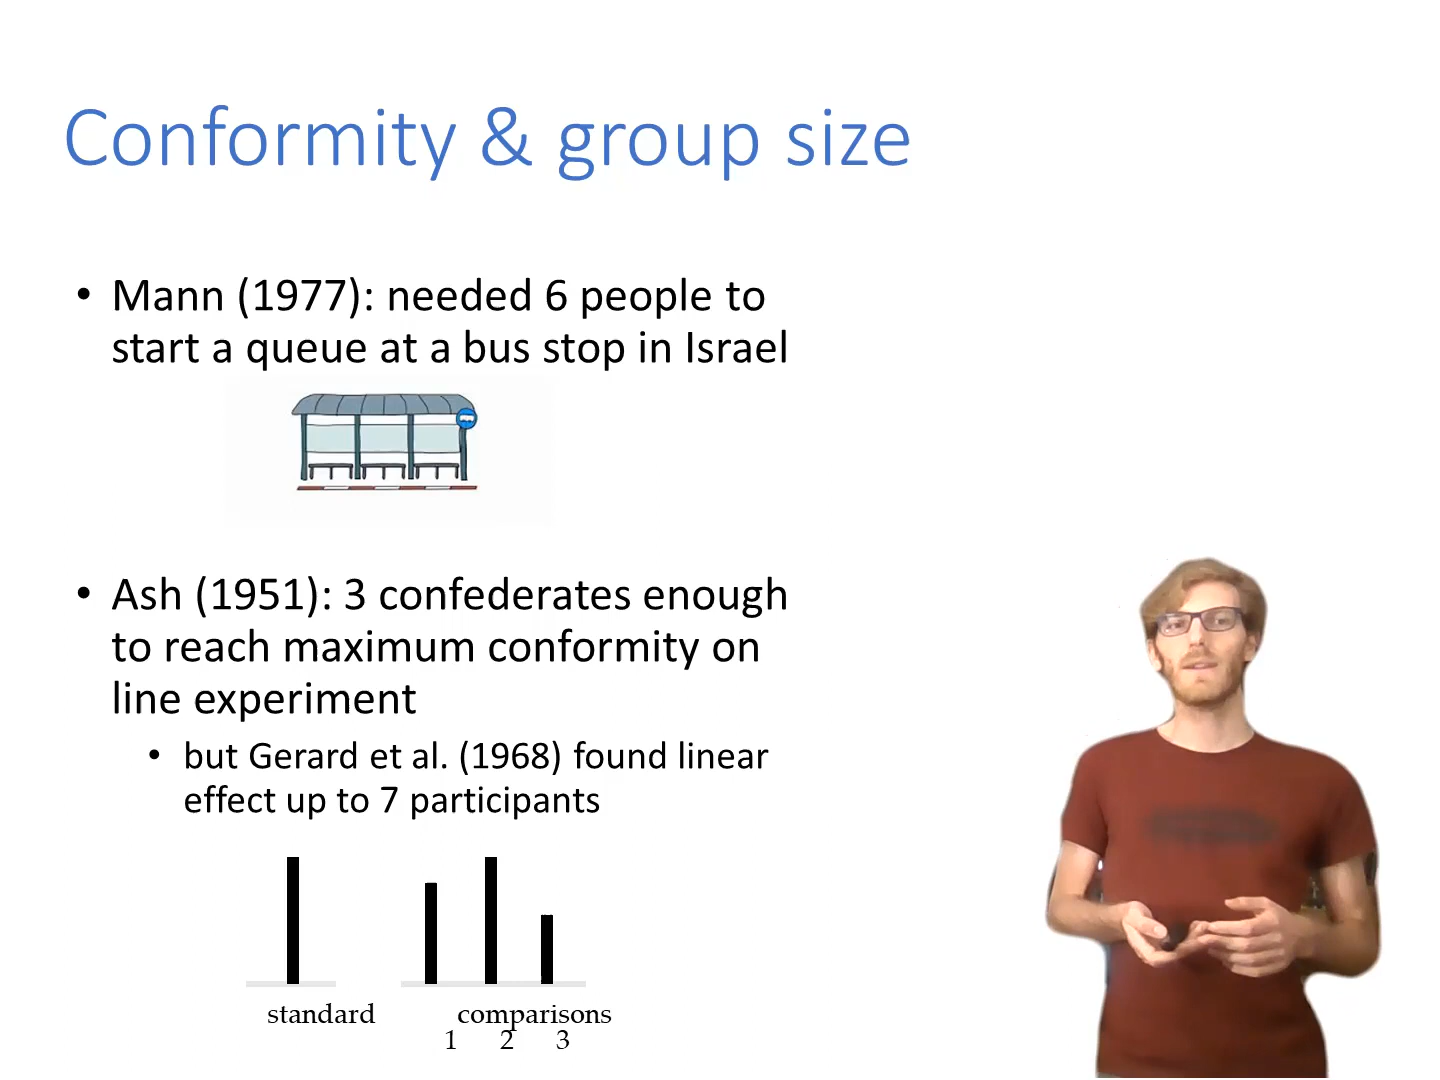 Conformity & group size
• Mann (1977): needed 6 people to
start a queue at a bus stop in Israel
• Ash (1951): 3 confederates enough
to reach maximum conformity on
line experiment
• but Gerard et al. (1968) found linear
effect up to 7 participants
standard comparisons
1 2 3